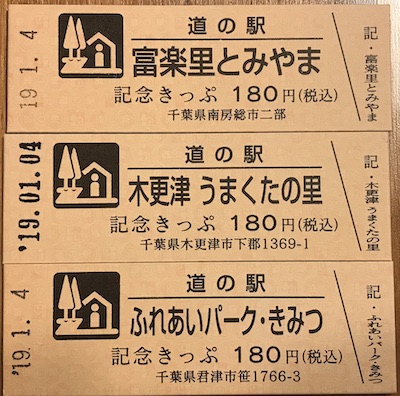 19.1.4
道の駅
富楽里とみやま
記念きっぷ 180円(税込)
千葉県南房総市二部
記・富楽里とみやま
'19.01.04
道の駅
木更津 うまくたの里
記念きっぷ 180円(税込)
千葉県木更津市下郡1369-1
記・木更津 うまくたの里
'19.1.4
道の駅
ふれあいパーク・きみつ
記念きっぷ 180円(税込)
千葉県君津市笹1766-3
記・ふれあいパーク・きみつ